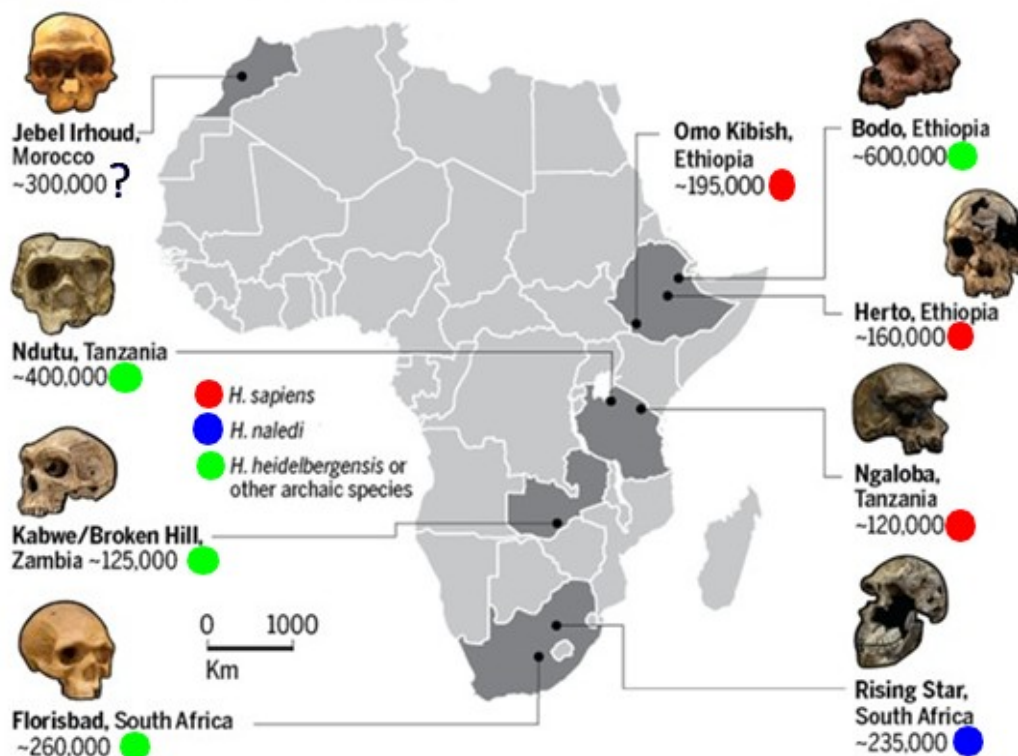 Jebel Irhoud,
Morocco
~300,000 ?
Ndutu, Tanzania
~400,000
Kabwe/Broken Hill,
Zambia ~125,000
Florisbad, South Africa
~260,000
H. sapiens
H. naledi
H. heidelbergensis or
other archaic species
0 1000
Km
Omo Kibish,
Ethiopia
~195,000
Bodo, Ethiopia
~600,000
Herto, Ethiopia
~160,000
Ngaloba,
Tanzania
~120,000
Rising Star,
South Africa
~235,000